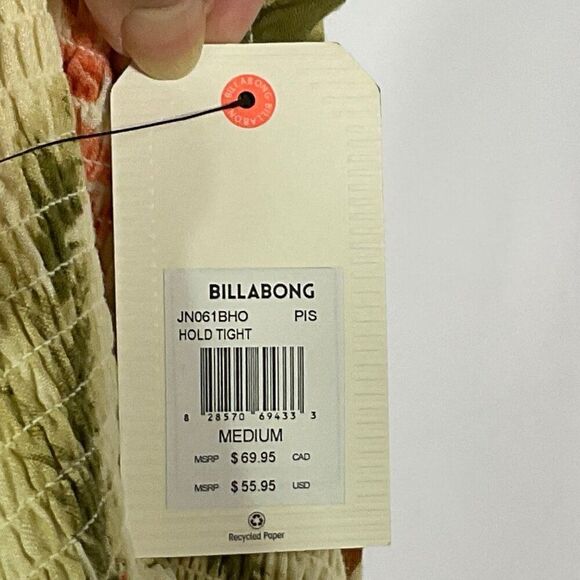 BILLABONG BILLABONG
BILLABONG
JN061BHO PIS
HOLD TIGHT
8 28570 69433 3
MEDIUM
MSRP $69.95 CAD
MSRP $55.95 USD
Recycled Paper